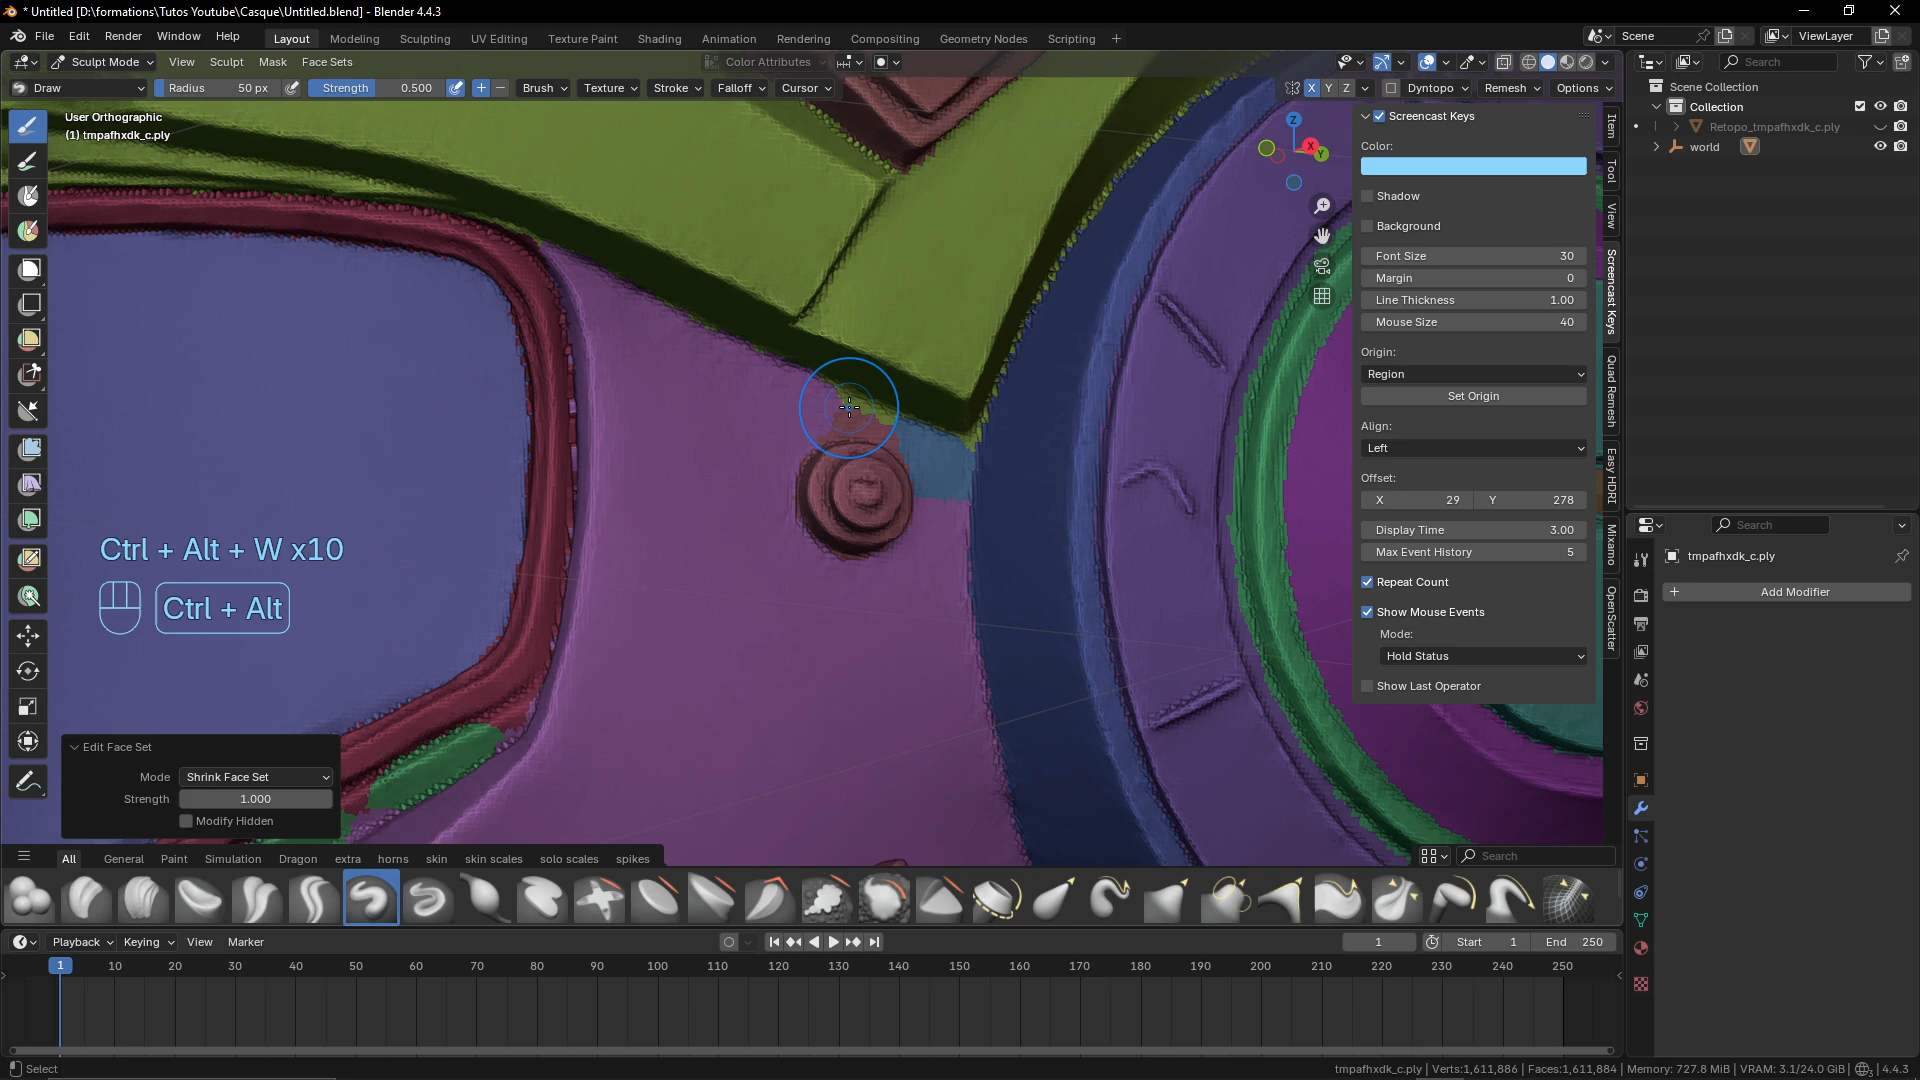 * Untitled [D:\formations\Tutos Youtube\Casque\Untitled.blend] - Blender 4.4.3
File Edit Render Window Help Layout Modeling Sculpting UV Editing Texture Paint Shading Animation Rendering Compositing Geometry Nodes Scripting + Scene ViewLayer
Sculpt Mode View Sculpt Mask Face Sets Color Attributes Search
Draw Radius 50 px Strength 0.500 + − Brush Texture Stroke Falloff Cursor X Y Z Dyntopo Remesh Options
Scene Collection
Collection
Retopo_tmpafhxdk_c.ply
world
User Orthographic
(1) tmpafhxdk_c.ply
Z
X
Y
Screencast Keys
Color:
Shadow
Background
Font Size 30
Margin 0
Line Thickness 1.00
Mouse Size 40
Origin:
Region
Set Origin
Align:
Left
Offset:
X 29 Y 278
Display Time 3.00
Max Event History 5
Repeat Count
Show Mouse Events
Mode:
Hold Status
Show Last Operator
Item
Tool
View
Screencast Keys
Quad Remesh
Easy HDRI
Mixamo
OpenScatter
Search
tmpafhxdk_c.ply
+ Add Modifier
Ctrl + Alt + W x10
Ctrl + Alt
Edit Face Set
Mode Shrink Face Set
Strength 1.000
Modify Hidden
All General Paint Simulation Dragon extra horns skin skin scales solo scales spikes Search
Playback Keying View Marker 1 Start 1 End 250
1 10 20 30 40 50 60 70 80 90 100 110 120 130 140 150 160 170 180 190 200 210 220 230 240 250
Select tmpafhxdk_c.ply | Verts:1,611,886 | Faces:1,611,884 | Memory: 727.8 MiB | VRAM: 3.1/24.0 GiB | 3 | 4.4.3